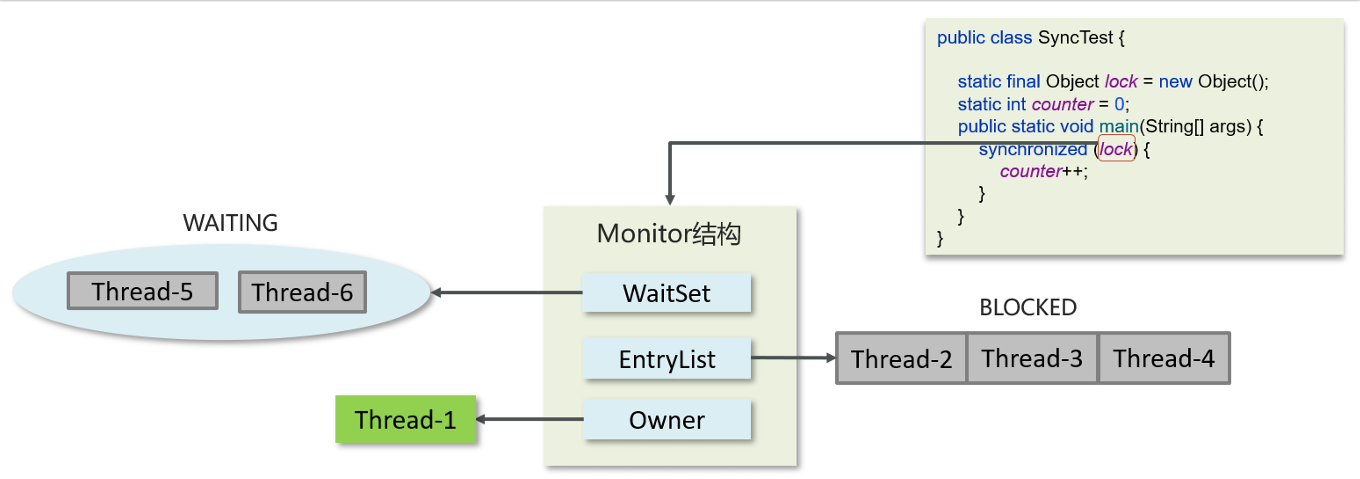 public class SyncTest {
static final Object lock = new Object();
static int counter = 0;
public static void main(String[] args) {
synchronized (lock) {
counter++;
}
}
}
WAITING
Thread-5
Thread-6
Monitor结构
WaitSet
EntryList
Owner
BLOCKED
Thread-2
Thread-3
Thread-4
Thread-1